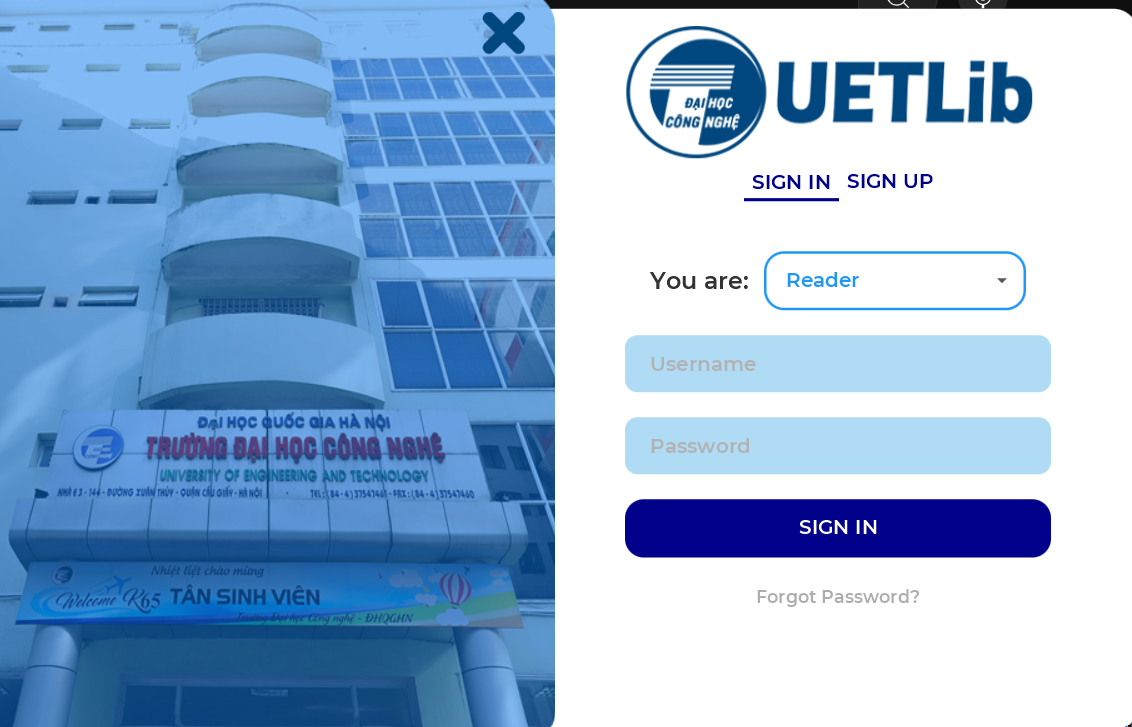 ĐẠI HỌC QUỐC GIA HÀ NỘI
TRƯỜNG ĐẠI HỌC CÔNG NGHỆ
UNIVERSITY OF ENGINEERING AND TECHNOLOGY
NHÀ E3 - 144 - ĐƯỜNG XUÂN THỦY - QUẬN CẦU GIẤY - HÀ NỘI TEL: (84-4) 37547461 - FAX: (84-4) 37547460
Nhiệt liệt chào mừng
Welcome K65 TÂN SINH VIÊN
Trường Đại học Công nghệ - ĐHQGHN
ĐẠI HỌC
CÔNG NGHỆ
UETLib
SIGN IN SIGN UP
You are: Reader
Username
Password
SIGN IN
Forgot Password?